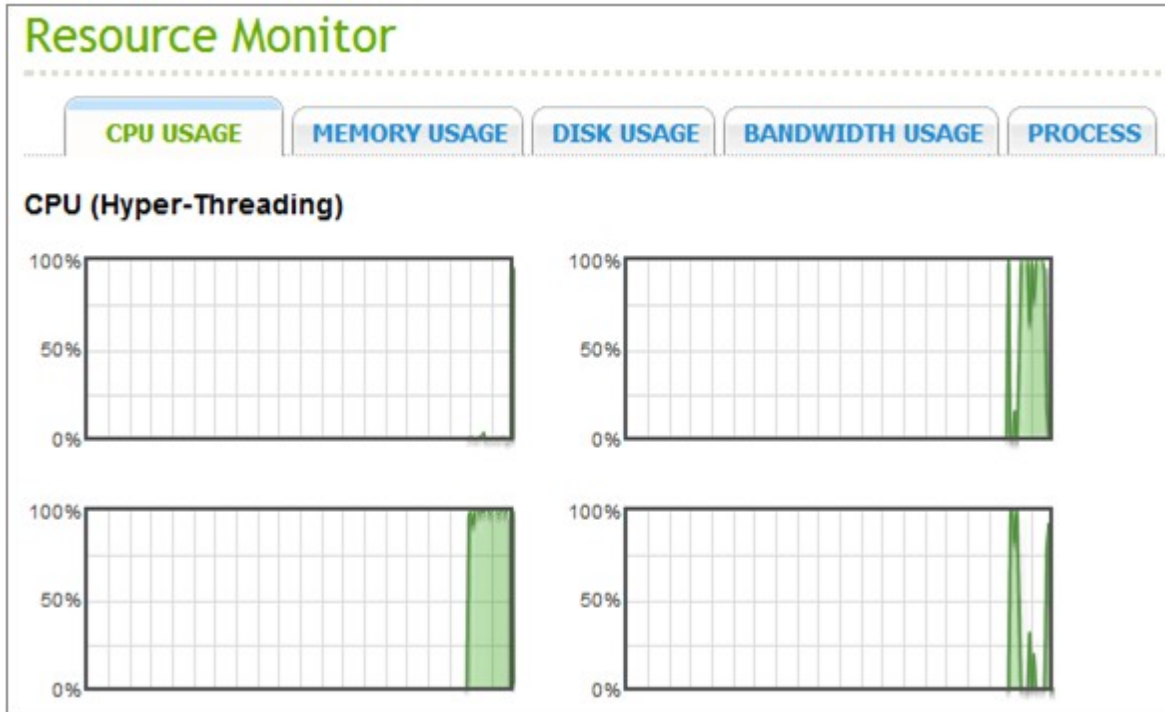 Resource Monitor
CPU USAGE MEMORY USAGE DISK USAGE BANDWIDTH USAGE PROCESS
CPU (Hyper-Threading)
100% 100%
50% 50%
0% 0%
100% 100%
50% 50%
0% 0%